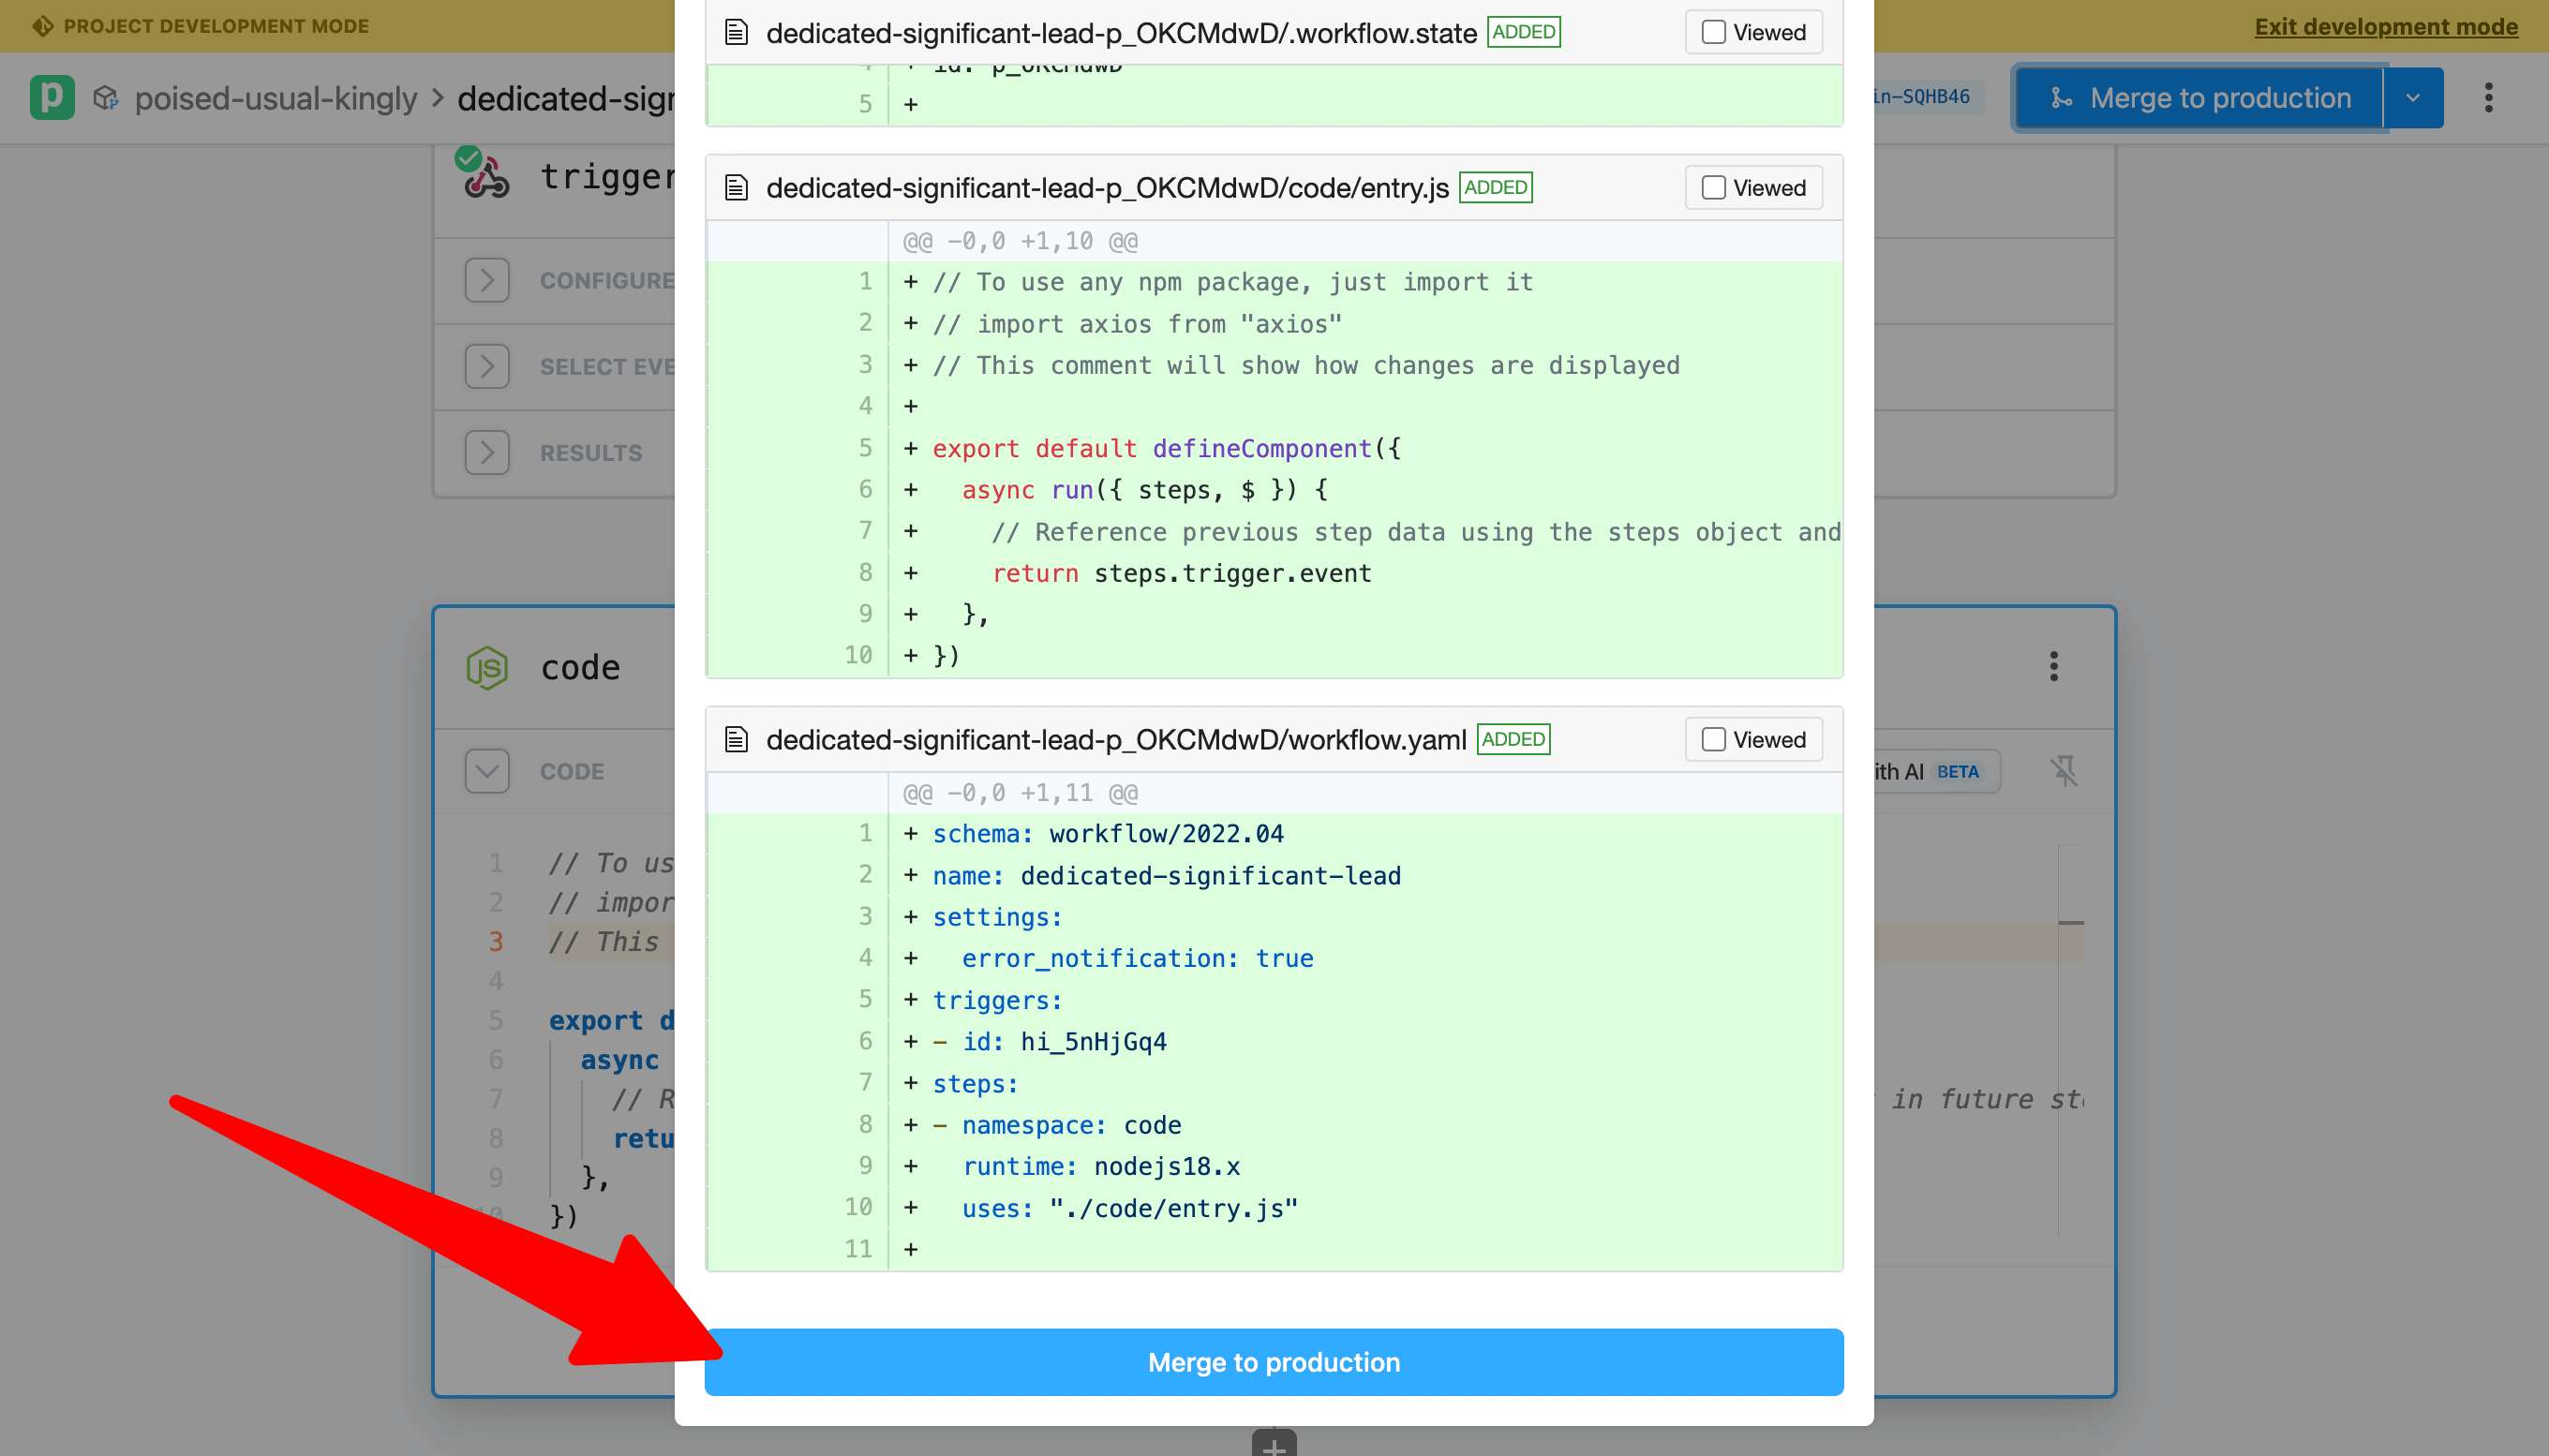 PROJECT DEVELOPMENT MODE
Exit development mode
p
poised-usual-kingly > dedicated-sign
in-SQHB46
Merge to production
trigger
CONFIGURE
SELECT EVE
RESULTS
code
CODE
ith AI BETA
1 // To us
2 // impor
3 // This
4
5 export d
6 async
7 // R
in future st
8 retu
9 },
10 })
dedicated-significant-lead-p_OKCMdwD/.workflow.state ADDED
Viewed
4 + id: p_OKCMdwD
5 +
dedicated-significant-lead-p_OKCMdwD/code/entry.js ADDED
Viewed
@@ -0,0 +1,10 @@
1 + // To use any npm package, just import it
2 + // import axios from "axios"
3 + // This comment will show how changes are displayed
4 +
5 + export default defineComponent({
6 + async run({ steps, $ }) {
7 + // Reference previous step data using the steps object and
8 + return steps.trigger.event
9 + },
10 + })
dedicated-significant-lead-p_OKCMdwD/workflow.yaml ADDED
Viewed
@@ -0,0 +1,11 @@
1 + schema: workflow/2022.04
2 + name: dedicated-significant-lead
3 + settings:
4 + error_notification: true
5 + triggers:
6 + - id: hi_5nHjGq4
7 + steps:
8 + - namespace: code
9 + runtime: nodejs18.x
10 + uses: "./code/entry.js"
11 +
Merge to production